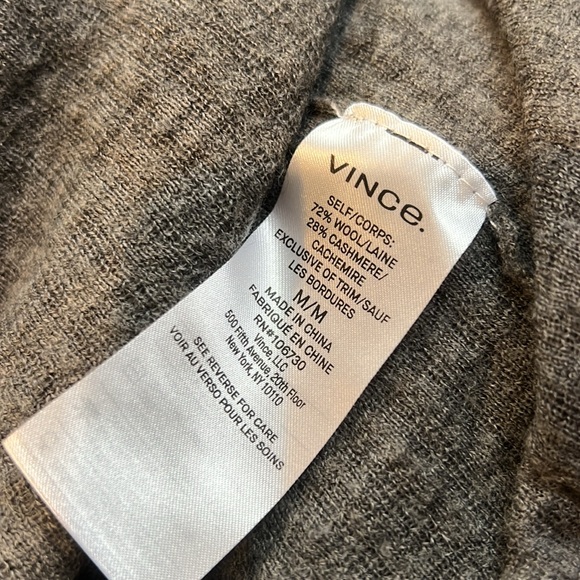 VINCE.
SELF/CORPS:
72% WOOL/LAINE
28% CASHMERE/
CACHEMIRE
EXCLUSIVE OF TRIM/SAUF
LES BORDURES
M/M
MADE IN CHINA
FABRIQUÉ EN CHINE
RN#106730
Vince, LLC
500 Fifth Avenue, 20th Floor
New York, NY 10110
SEE REVERSE FOR CARE
VOIR AU VERSO POUR LES SOINS